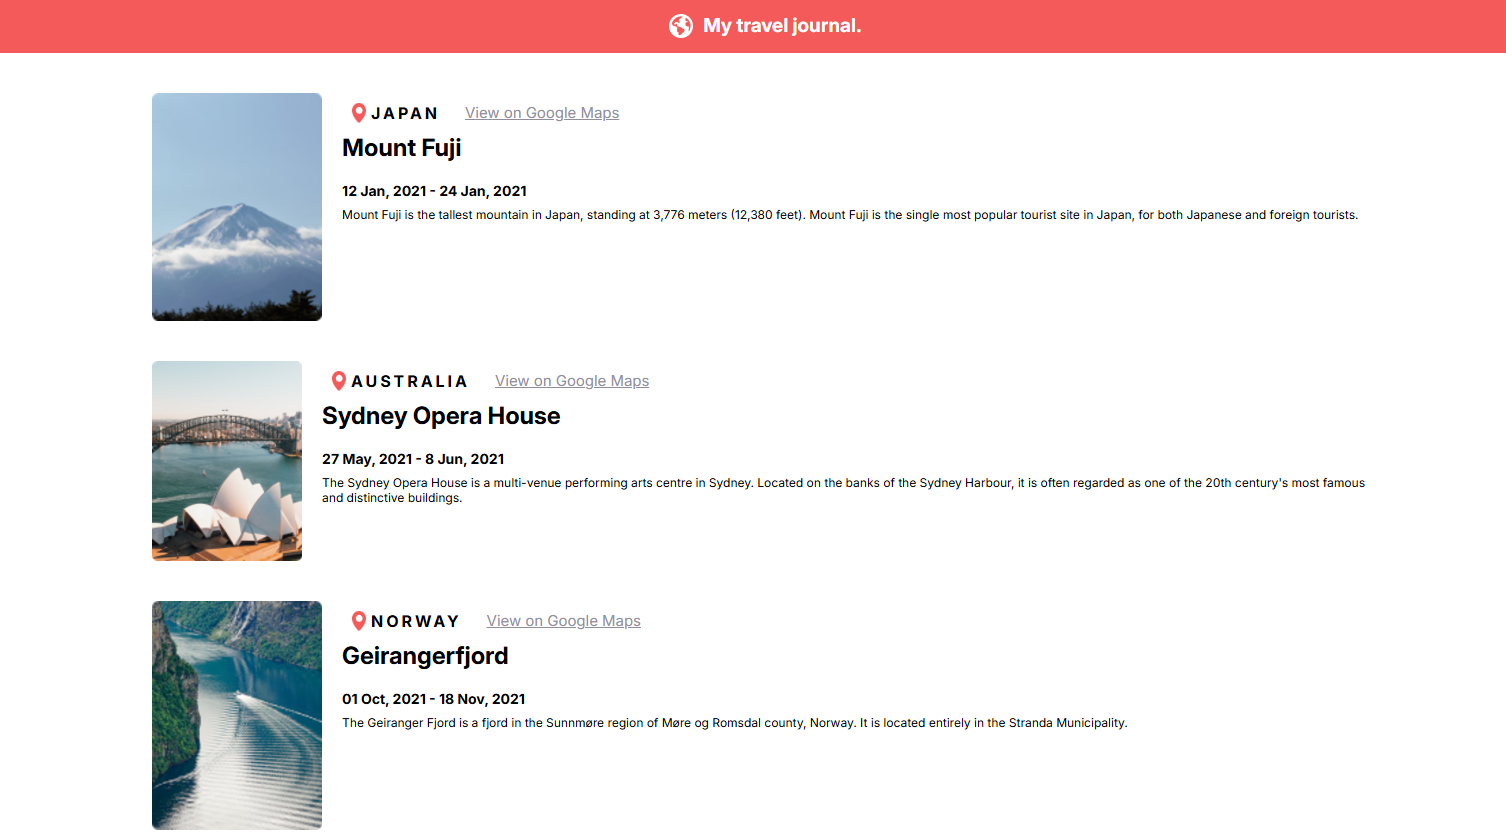 My travel journal.
JAPAN View on Google Maps
Mount Fuji
12 Jan, 2021 - 24 Jan, 2021
Mount Fuji is the tallest mountain in Japan, standing at 3,776 meters (12,380 feet). Mount Fuji is the single most popular tourist site in Japan, for both Japanese and foreign tourists.
AUSTRALIA View on Google Maps
Sydney Opera House
27 May, 2021 - 8 Jun, 2021
The Sydney Opera House is a multi-venue performing arts centre in Sydney. Located on the banks of the Sydney Harbour, it is often regarded as one of the 20th century's most famous
and distinctive buildings.
NORWAY View on Google Maps
Geirangerfjord
01 Oct, 2021 - 18 Nov, 2021
The Geiranger Fjord is a fjord in the Sunnmøre region of Møre og Romsdal county, Norway. It is located entirely in the Stranda Municipality.